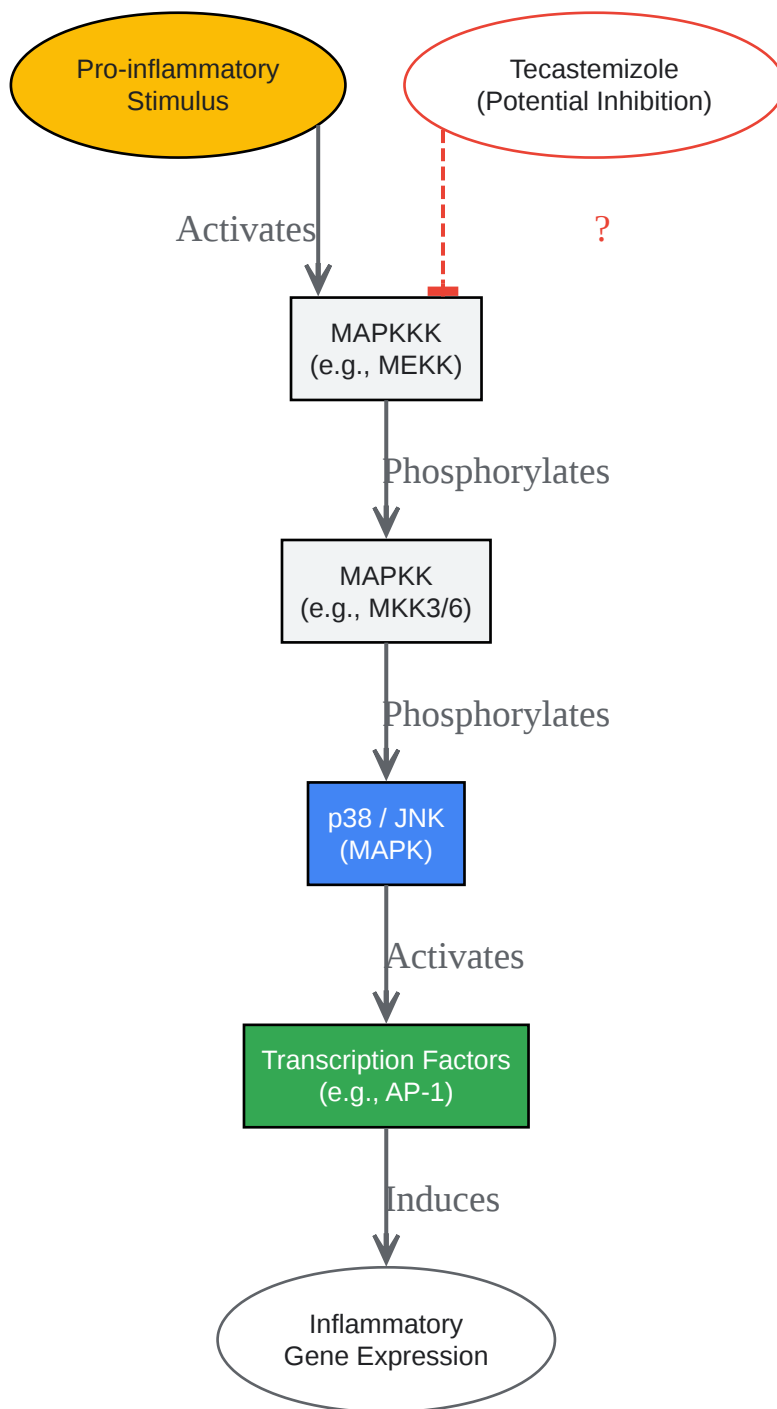 Pro-inflammatory
Stimulus
Tecastemizole
(Potential Inhibition)
Activates
?
MAPKKK
(e.g., MEKK)
Phosphorylates
MAPKK
(e.g., MKK3/6)
Phosphorylates
p38 / JNK
(MAPK)
Activates
Transcription Factors
(e.g., AP-1)
Induces
Inflammatory
Gene Expression